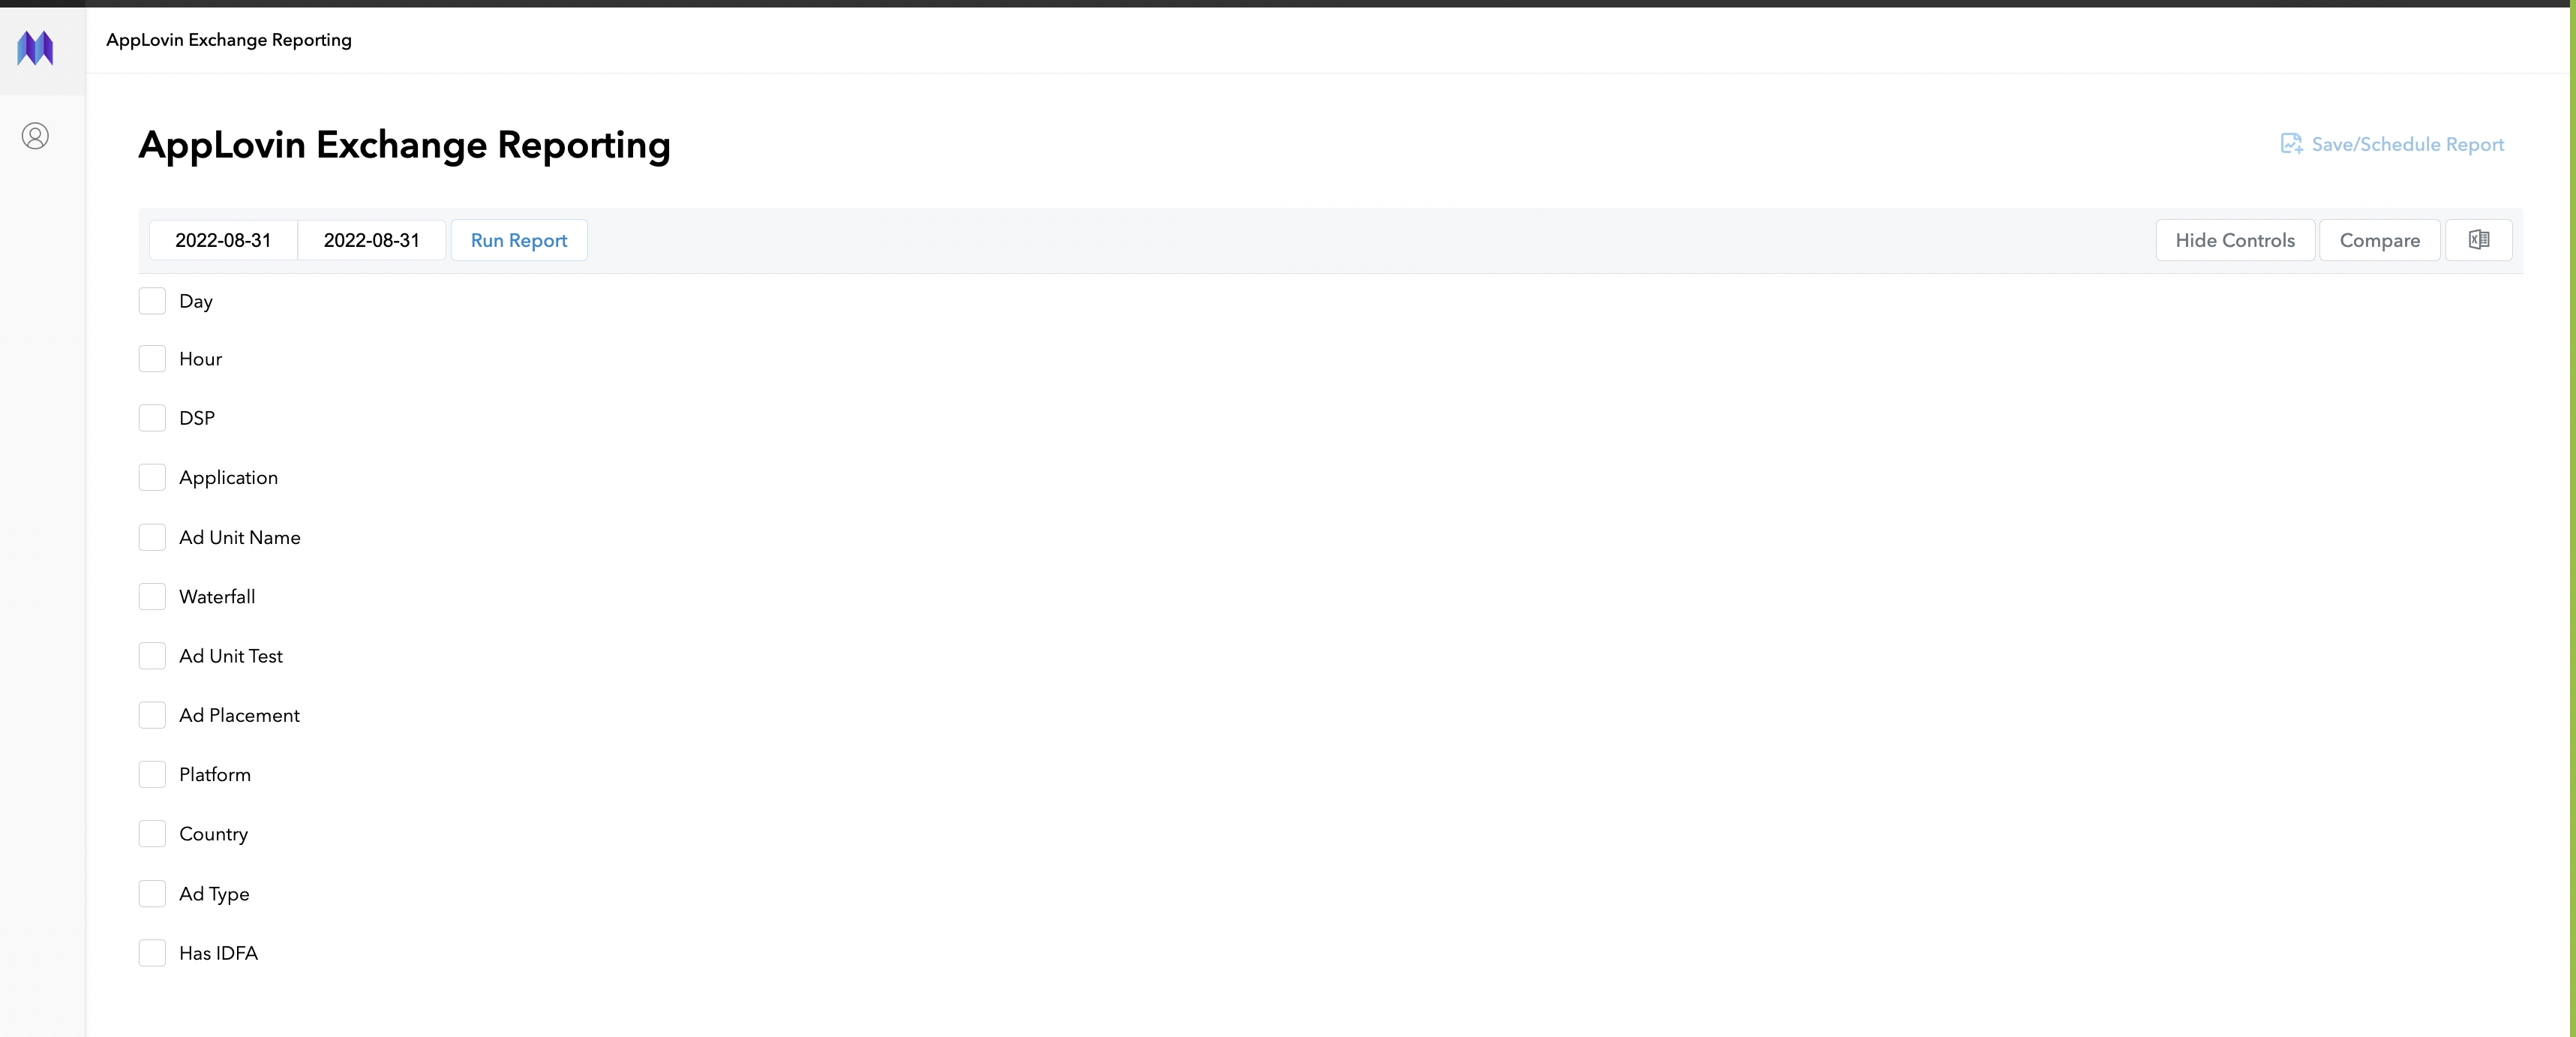 AppLovin Exchange Reporting
AppLovin Exchange Reporting
Save/Schedule Report
2022-08-31 2022-08-31 Run Report Hide Controls Compare
Day
Hour
DSP
Application
Ad Unit Name
Waterfall
Ad Unit Test
Ad Placement
Platform
Country
Ad Type
Has IDFA